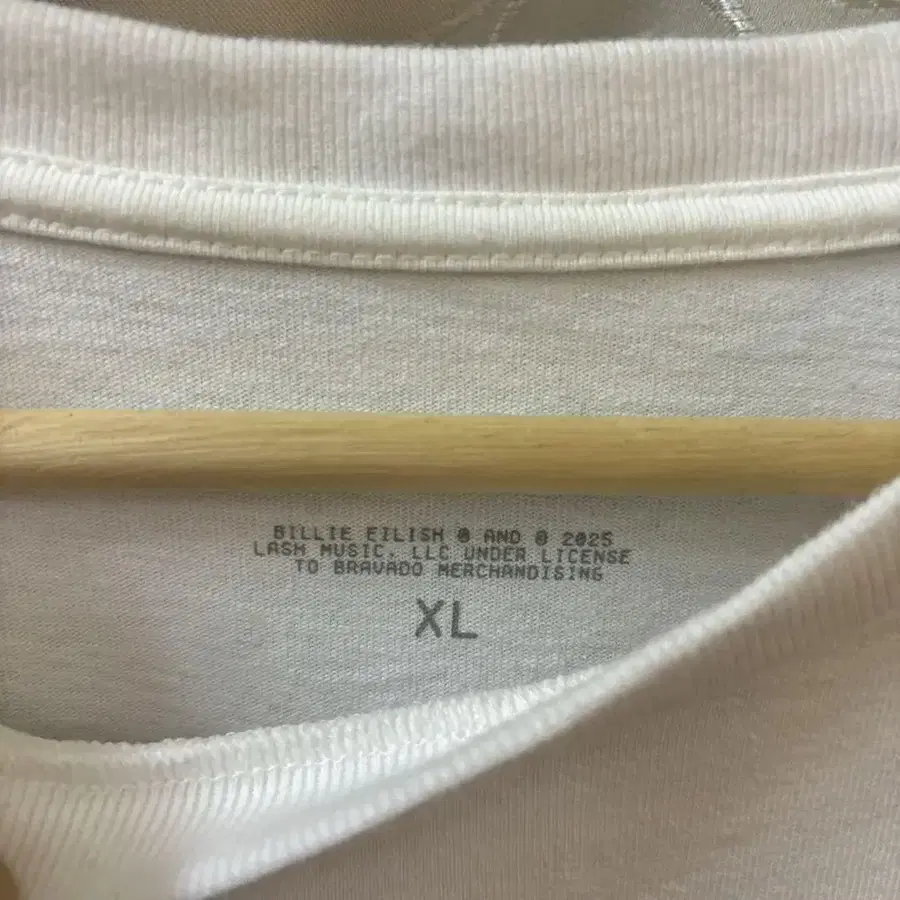 BILLIE EILISH ® AND © 2025
LASH MUSIC, LLC UNDER LICENSE
TO BRAVADO MERCHANDISING
XL